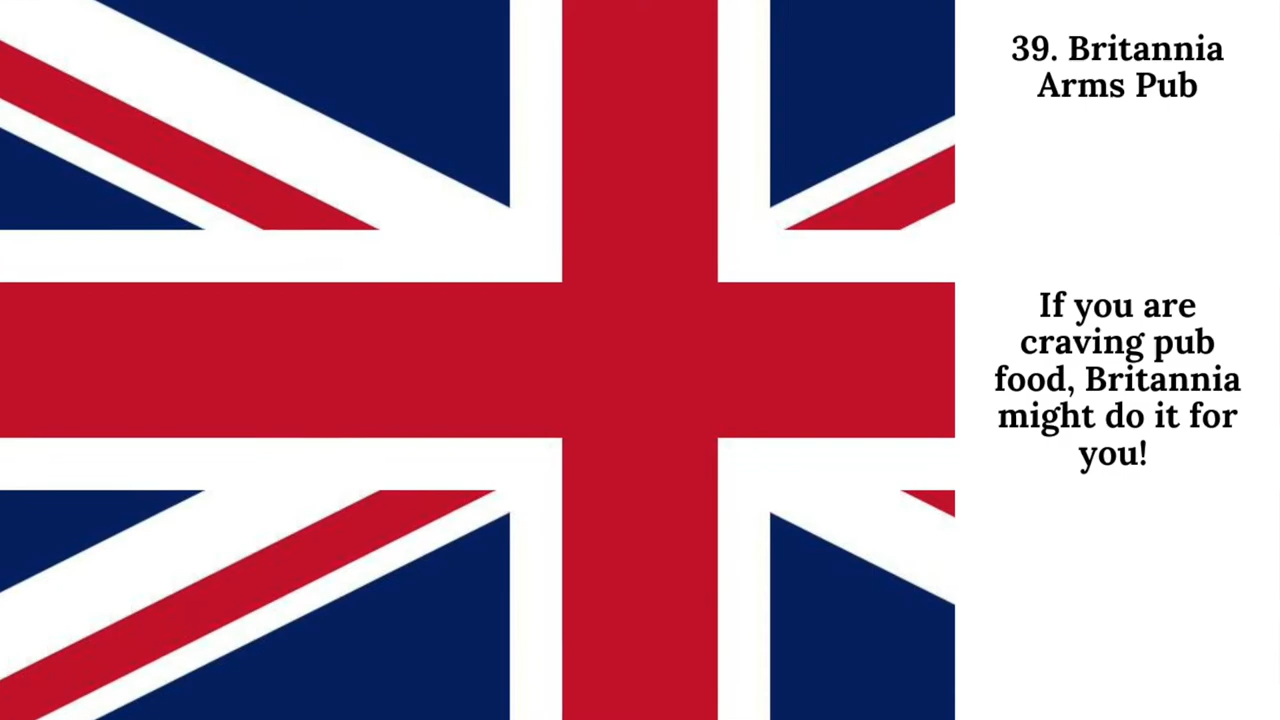 39. Britannia
Arms Pub
If you are
craving pub
food, Britannia
might do it for
you!